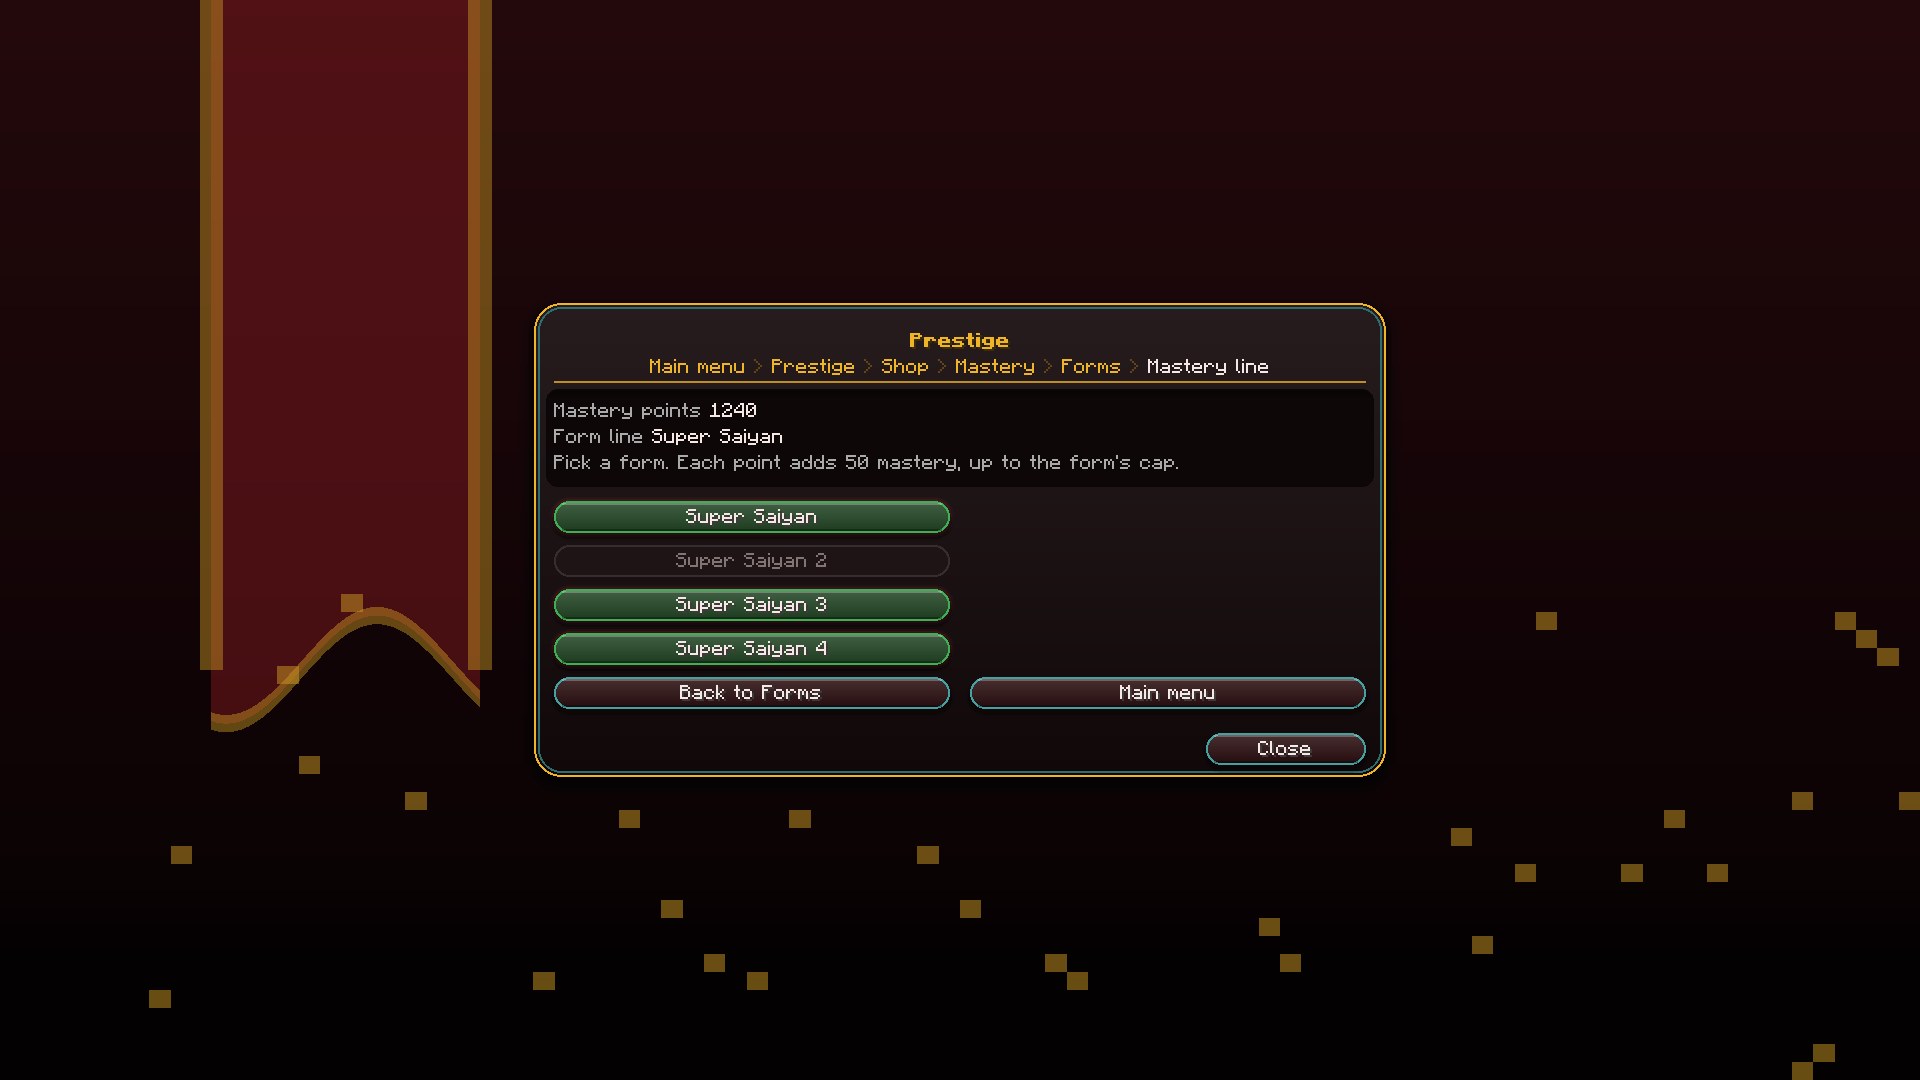 Prestige
Main menu > Prestige > Shop > Mastery > Forms > Mastery line
Mastery points 1240
Form line Super Saiyan
Pick a form. Each point adds 50 mastery, up to the form's cap.
Super Saiyan
Super Saiyan 2
Super Saiyan 3
Super Saiyan 4
Back to Forms
Main menu
Close